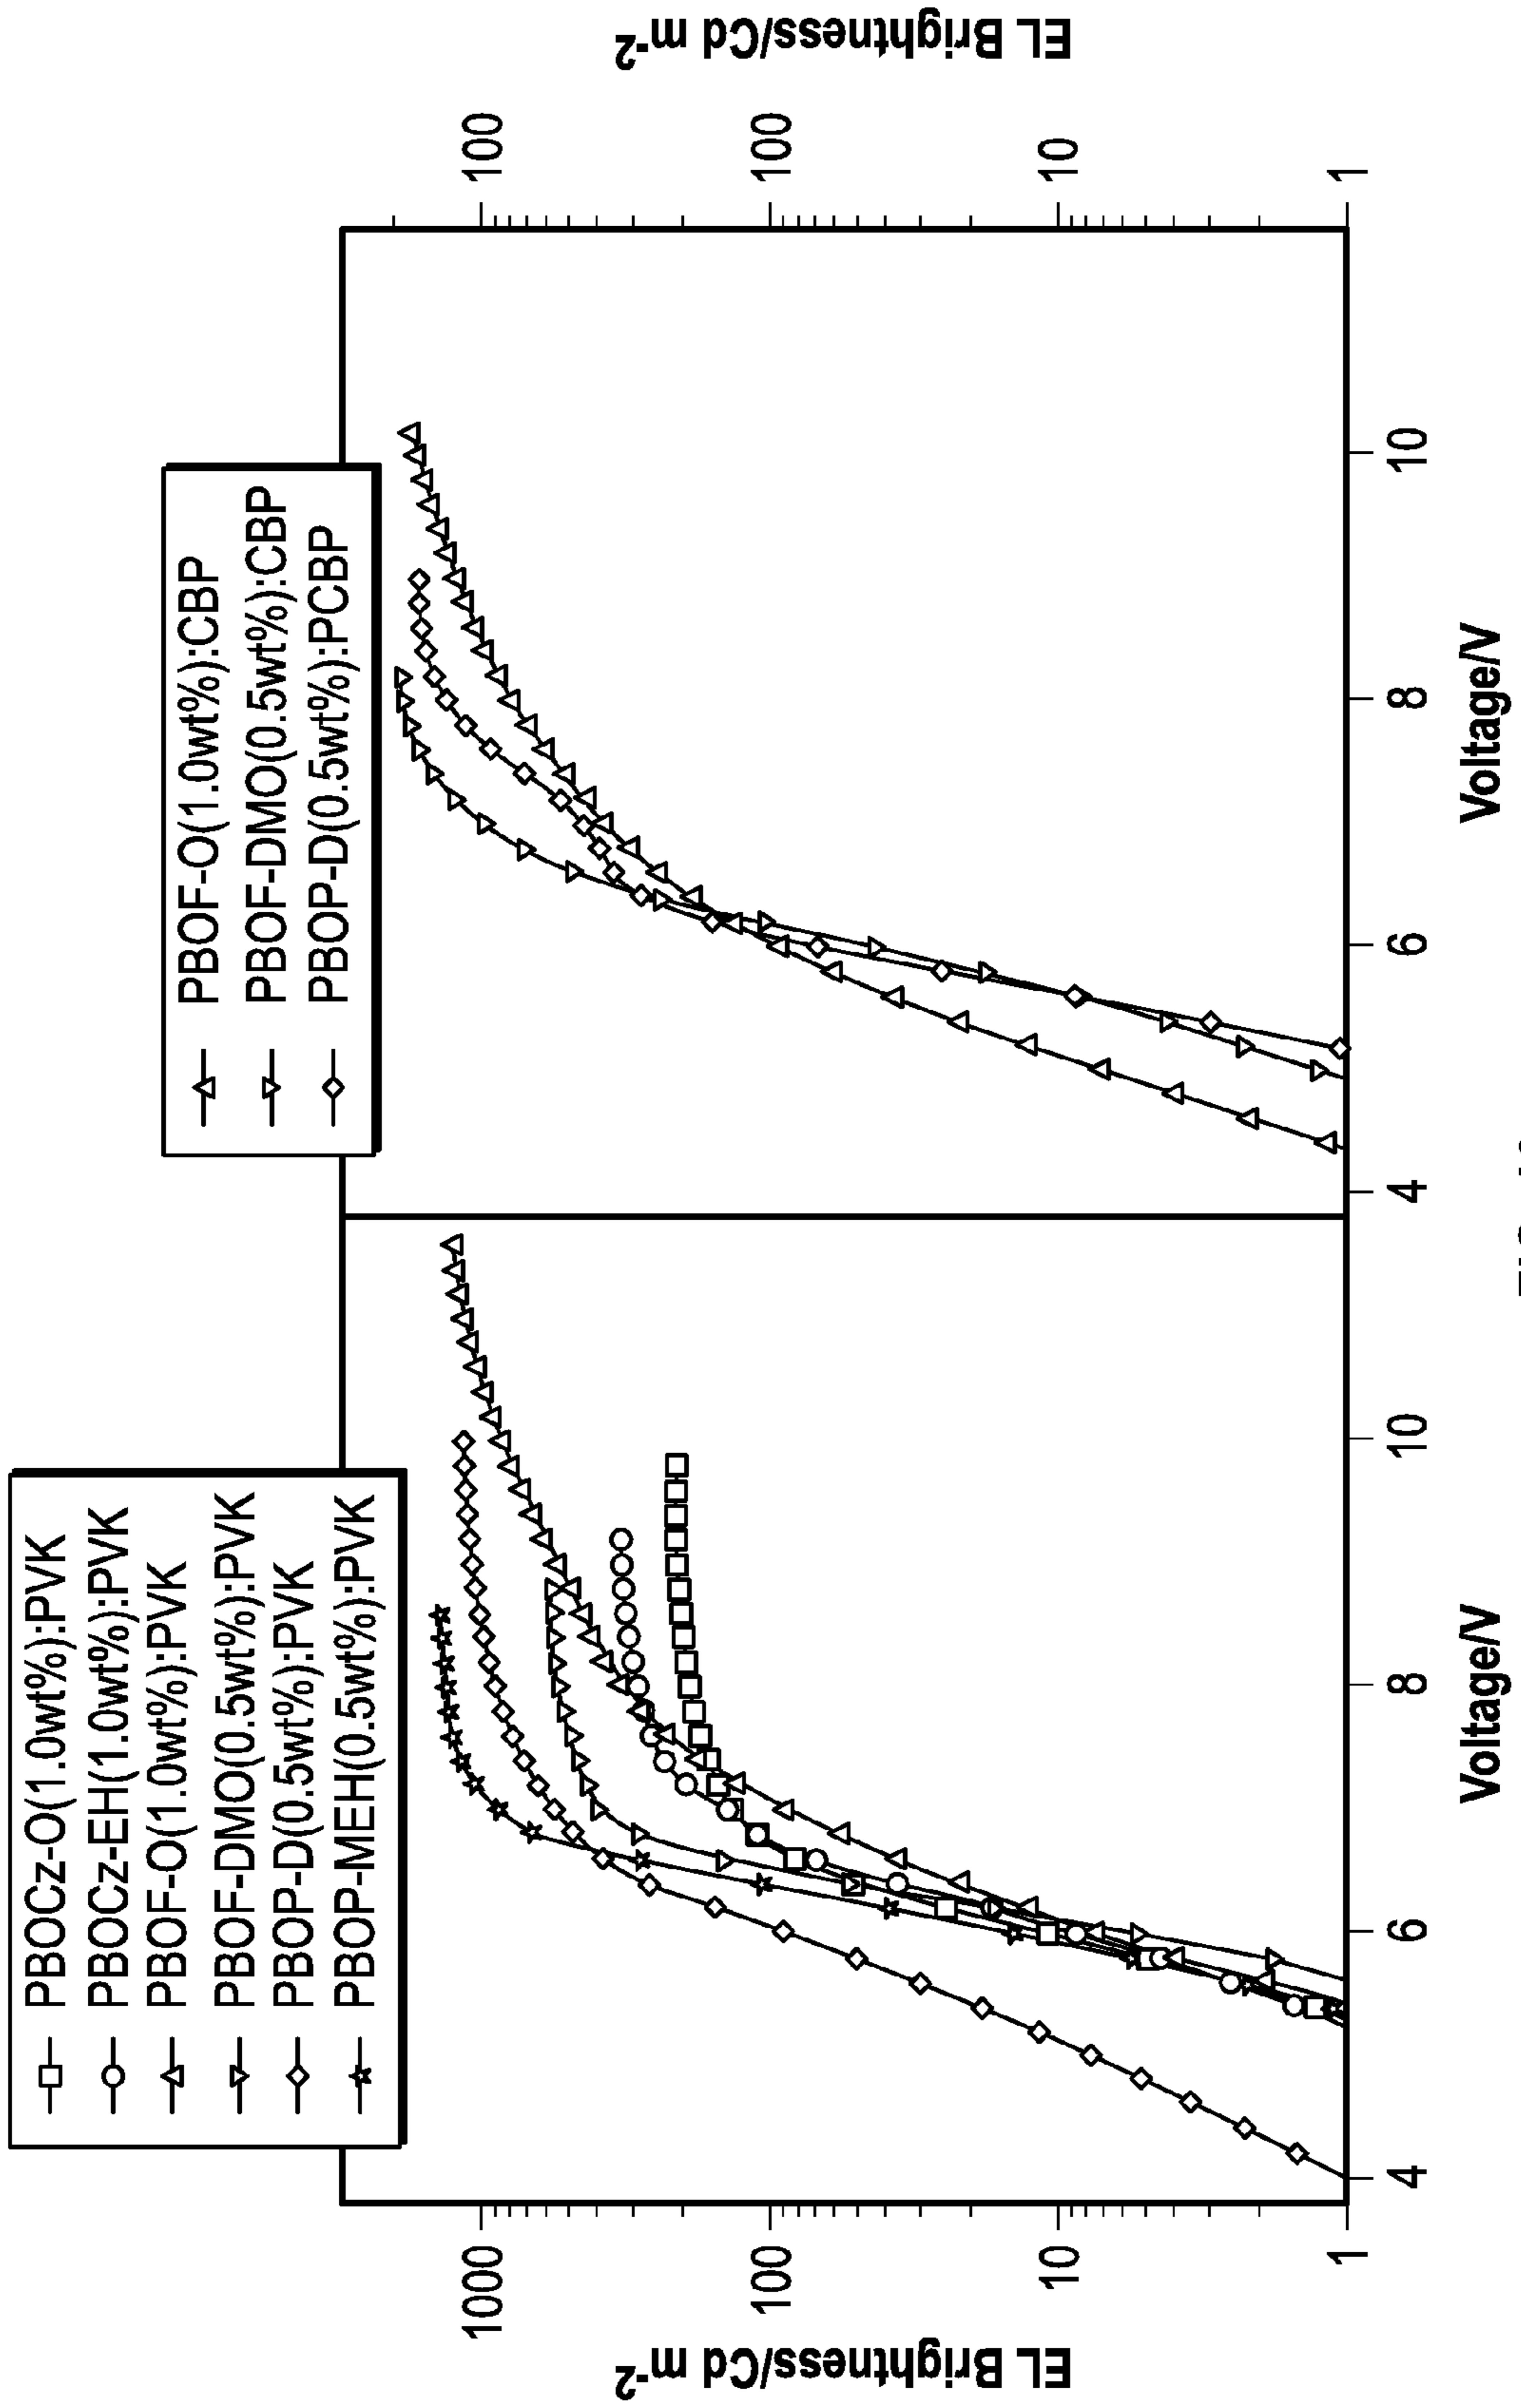 PBOCz-O(1.0wt%):PVK
PBOCz-EH(1.0wt%):PVK
PBOF-O(1.0wt%):PVK
PBOF-DMO(0.5wt%):PVK
PBOP-D(0.5wt%):PVK
PBOP-MEH(0.5wt%):PVK
PBOF-O(1.0wt%):CBP
PBOF-DMO(0.5wt%):CBP
PBOP-D(0.5wt%):PCBP
EL Brightness/Cd m-2
1000
100
10
1
4
6
8
10
Voltage/V
4
6
8
10
Voltage/V
100
100
10
1
EL Brightness/Cd m-2